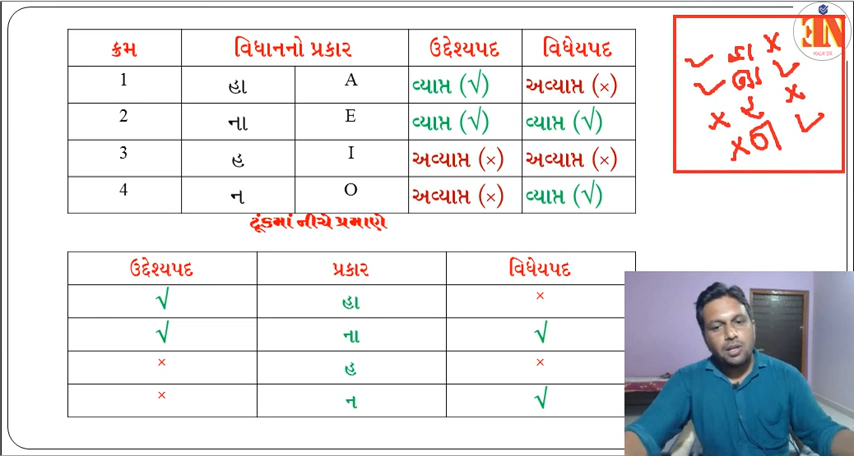 ક્રમ વિધાનનો પ્રકાર ઉદ્દેશ્યપદ વિધેયપદ
1 હા A વ્યાપ્ત (√) અવ્યાપ્ત (×)
2 ના E વ્યાપ્ત (√) વ્યાપ્ત (√)
3 હ I અવ્યાપ્ત (×) અવ્યાપ્ત (×)
4 ન O અવ્યાપ્ત (×) વ્યાપ્ત (√)
ટૂંકમાં નીચે પ્રમાણે
ઉદ્દેશ્યપદ પ્રકાર વિધેયપદ
√ હા ×
√ ના √
× હ ×
× ન √
EN
✓ હા ×
✓ ના ✓
× હ ×
× ન ✓